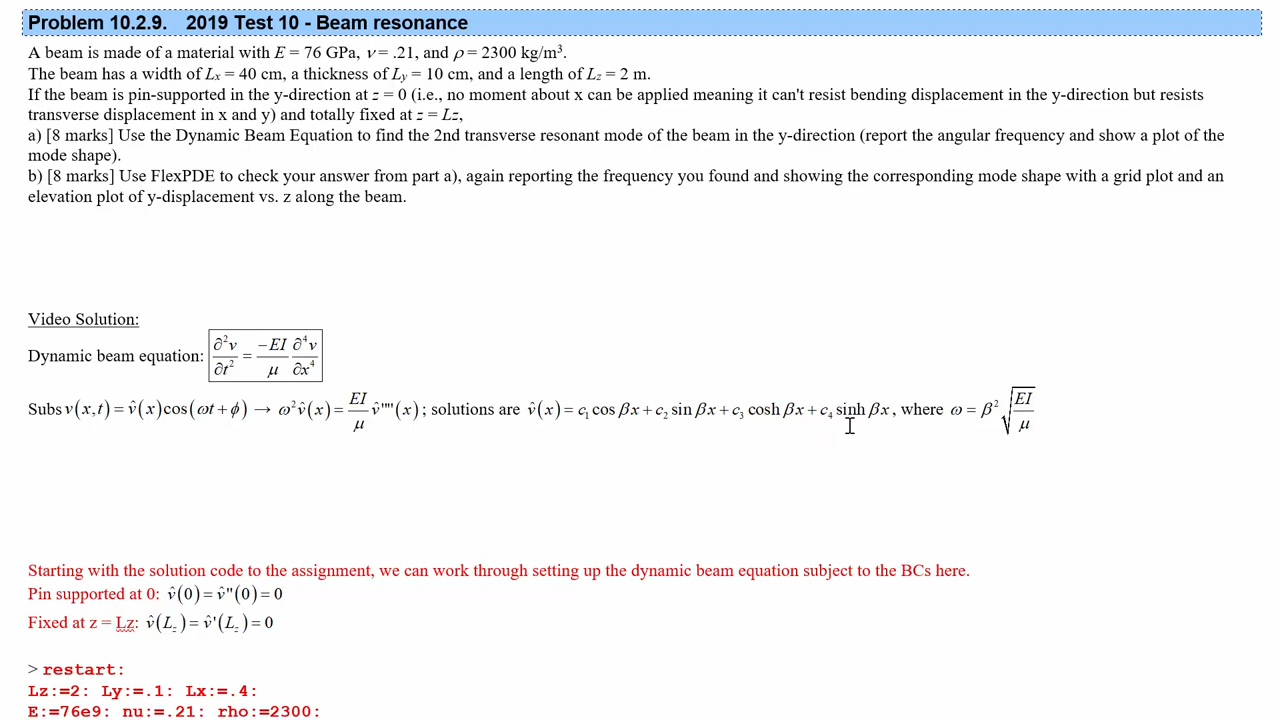 Problem 10.2.9. 2019 Test 10 - Beam resonance
A beam is made of a material with E = 76 GPa, ν = .21, and ρ = 2300 kg/m³.
The beam has a width of Lx = 40 cm, a thickness of Ly = 10 cm, and a length of Lz = 2 m.
If the beam is pin-supported in the y-direction at z = 0 (i.e., no moment about x can be applied meaning it can't resist bending displacement in the y-direction but resists
transverse displacement in x and y) and totally fixed at z = Lz,
a) [8 marks] Use the Dynamic Beam Equation to find the 2nd transverse resonant mode of the beam in the y-direction (report the angular frequency and show a plot of the
mode shape).
b) [8 marks] Use FlexPDE to check your answer from part a), again reporting the frequency you found and showing the corresponding mode shape with a grid plot and an
elevation plot of y-displacement vs. z along the beam.
Video Solution:
Dynamic beam equation: ∂²v/∂t² = −EI/μ ∂⁴v/∂x⁴
Subs v(x,t) = v̂(x)cos(ωt+ϕ) → ω²v̂(x) = EI/μ v̂''''(x); solutions are v̂(x) = c₁ cos βx + c₂ sin βx + c₃ cosh βx + c₄ sinh βx, where ω = β²√(EI/μ)
Starting with the solution code to the assignment, we can work through setting up the dynamic beam equation subject to the BCs here.
Pin supported at 0: v̂(0) = v̂"(0) = 0
Fixed at z = Lz: v̂(L_z) = v̂'(L_z) = 0
> restart:
Lz:=2: Ly:=.1: Lx:=.4:
E:=76e9: nu:=.21: rho:=2300: